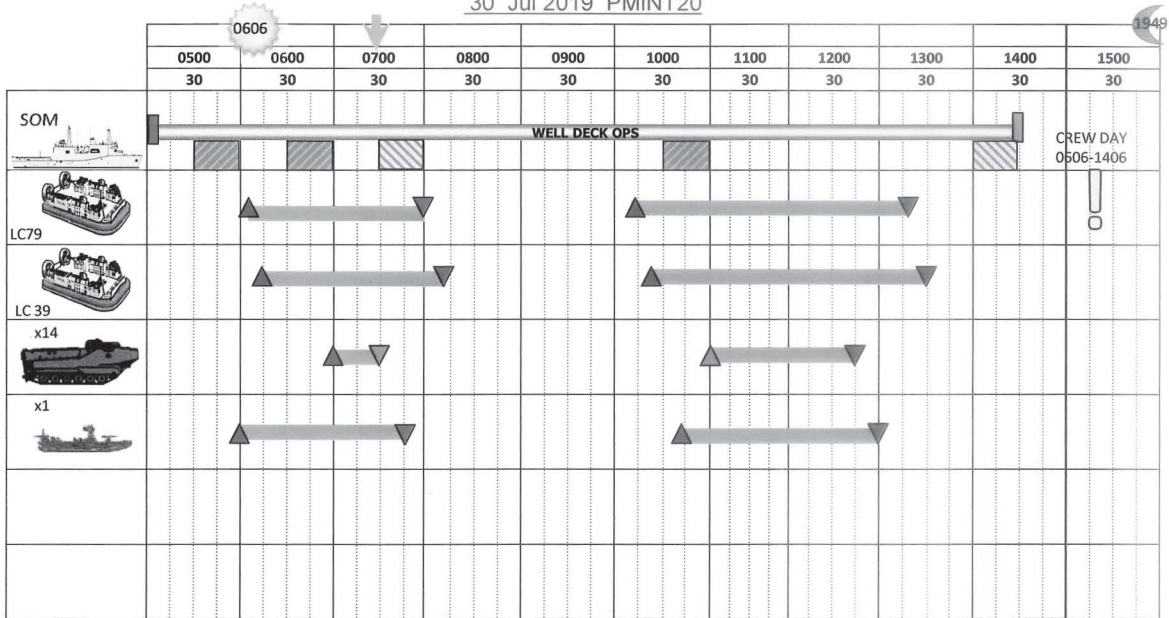 30 Jul 2019 PMINT20
0606
1949
0500 0600 0700 0800 0900 1000 1100 1200 1300 1400 1500
30 30 30 30 30 30 30 30 30 30 30
SOM
WELL DECK OPS
CREW DAY
0606-1406
LC79
LC 39
x14
x1